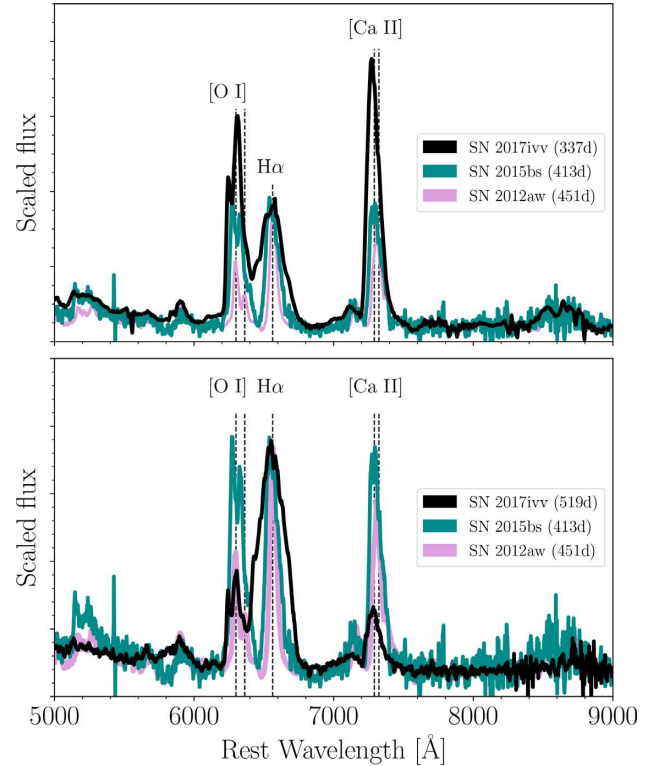 [Ca II]
[O I]
Hα
Scaled flux
SN 2017ivv (337d)
SN 2015bs (413d)
SN 2012aw (451d)
[O I] Hα [Ca II]
Scaled flux
SN 2017ivv (519d)
SN 2015bs (413d)
SN 2012aw (451d)
5000 6000 7000 8000 9000
Rest Wavelength [Å]